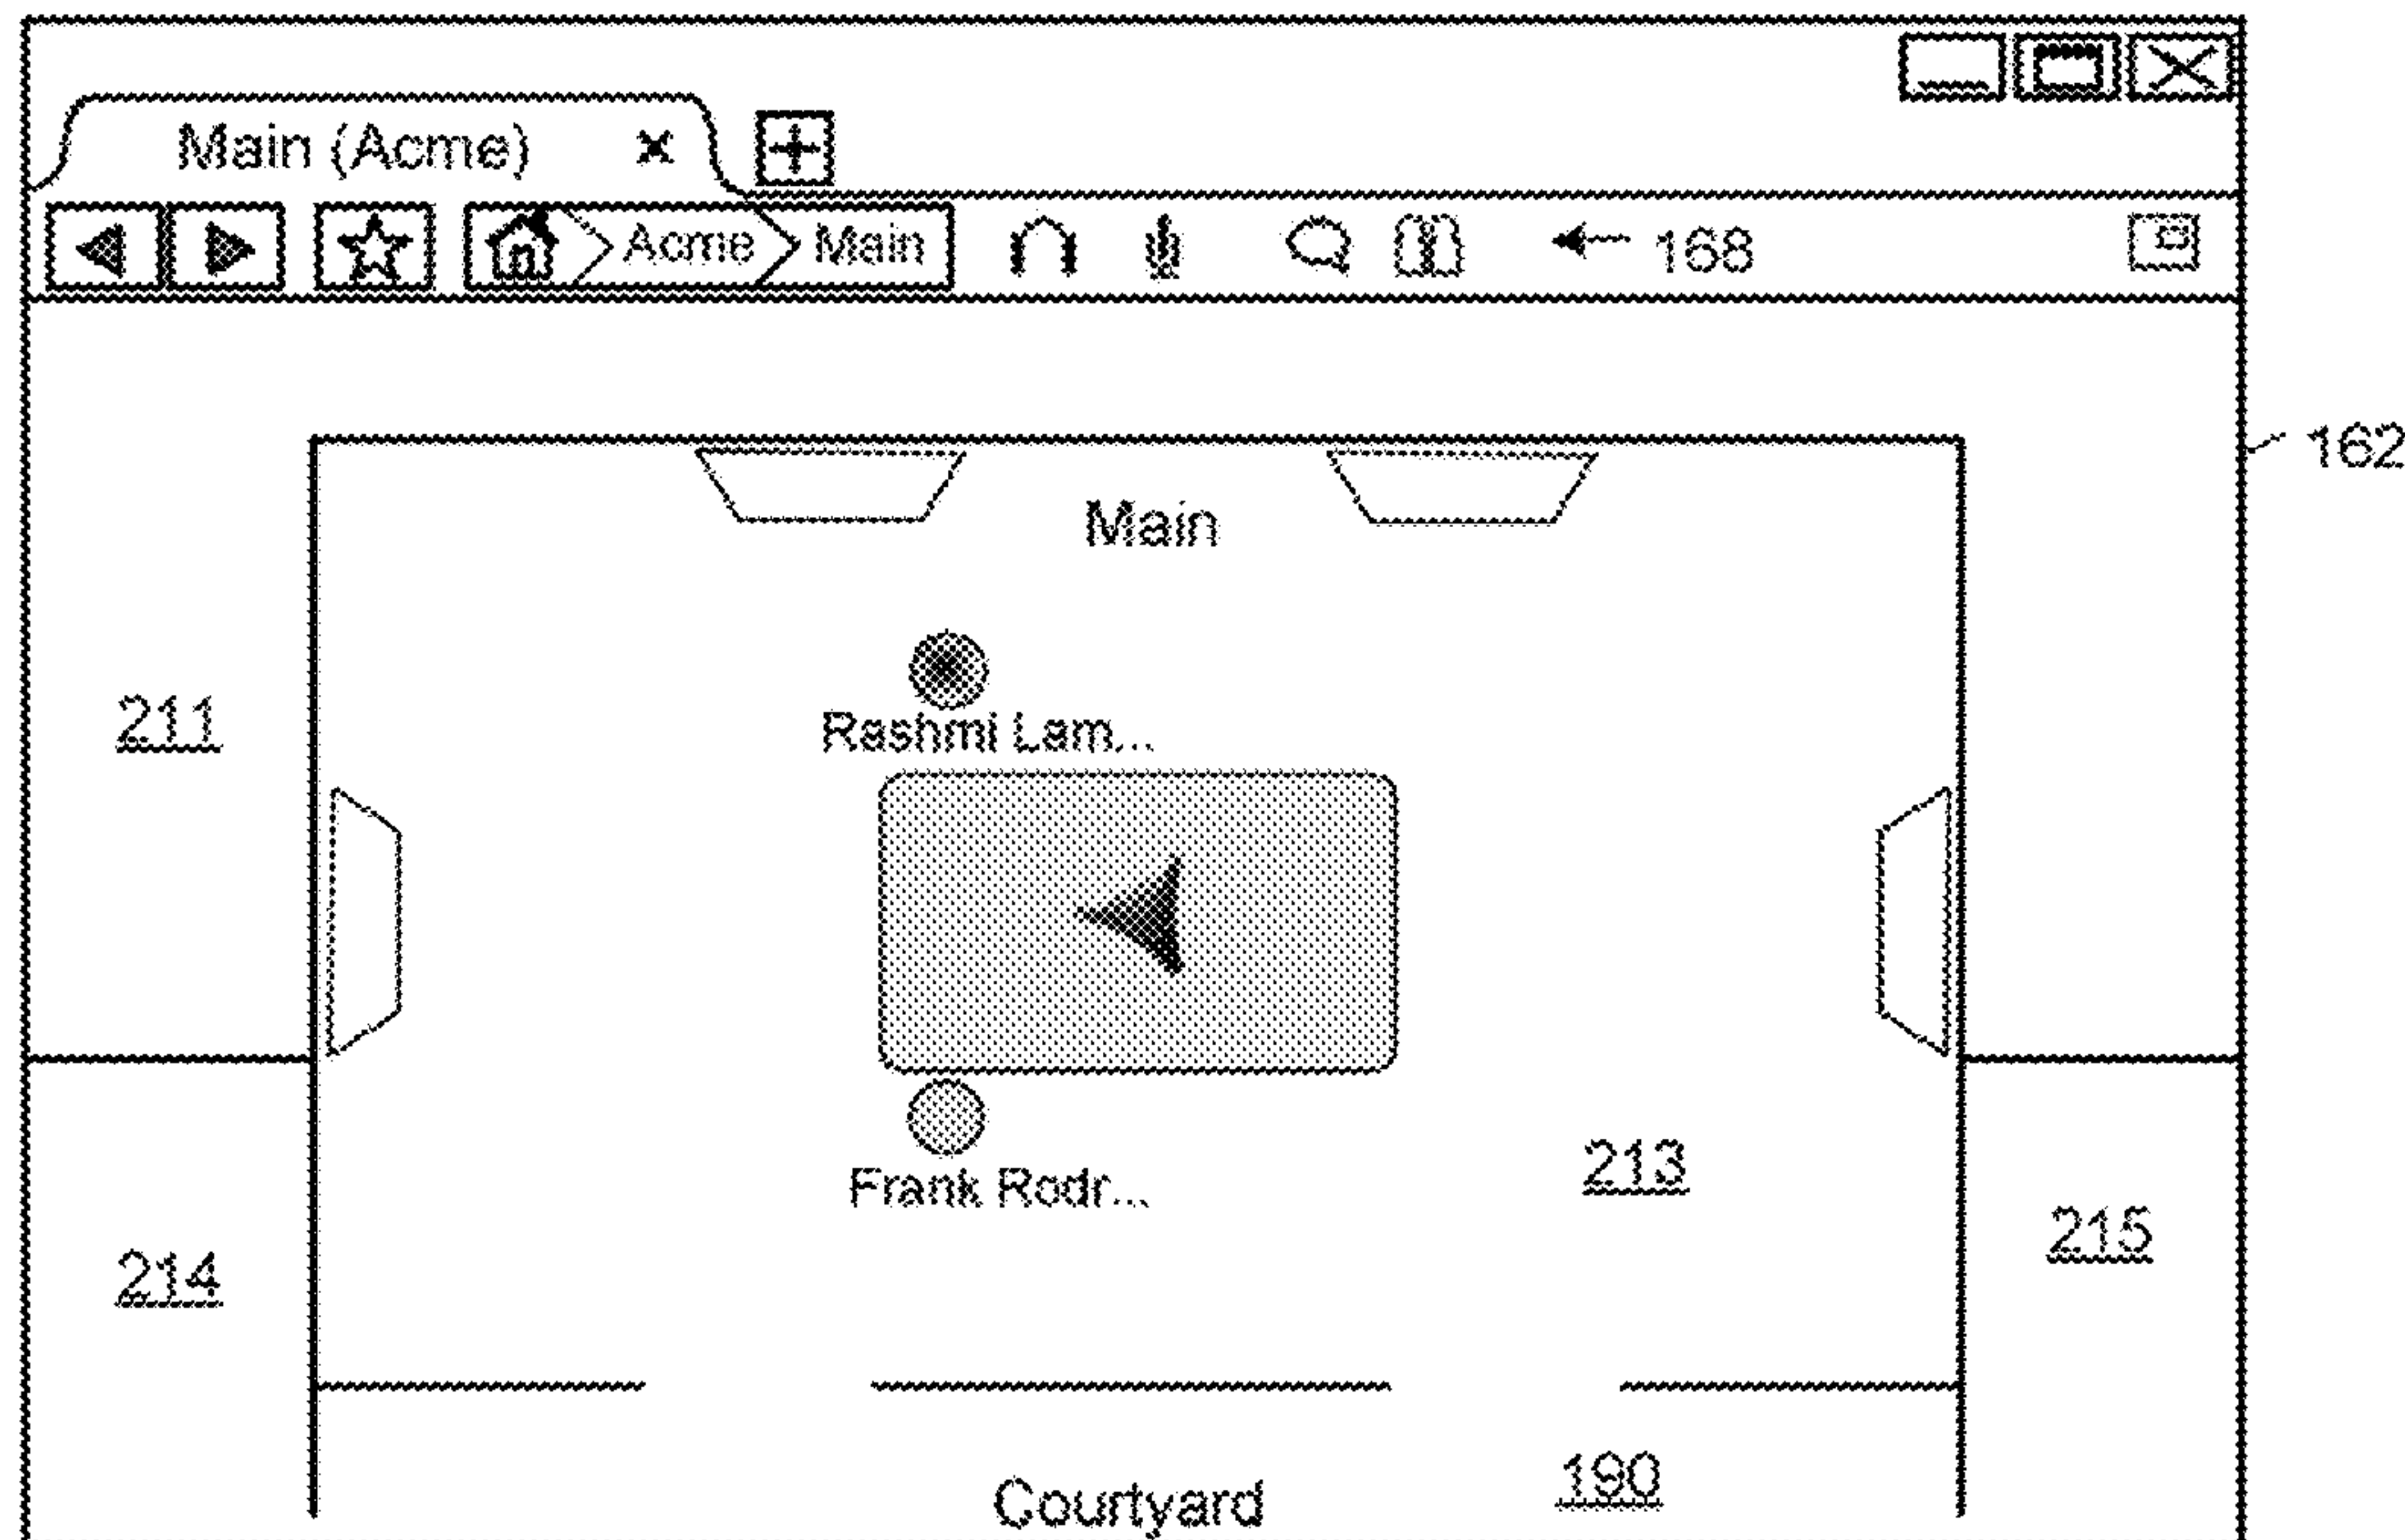 Main (Acme)
Acme Main 168
162
Main
211
Rashmi Lam...
Frank Rodr...
213
215
214
190
Courtyard